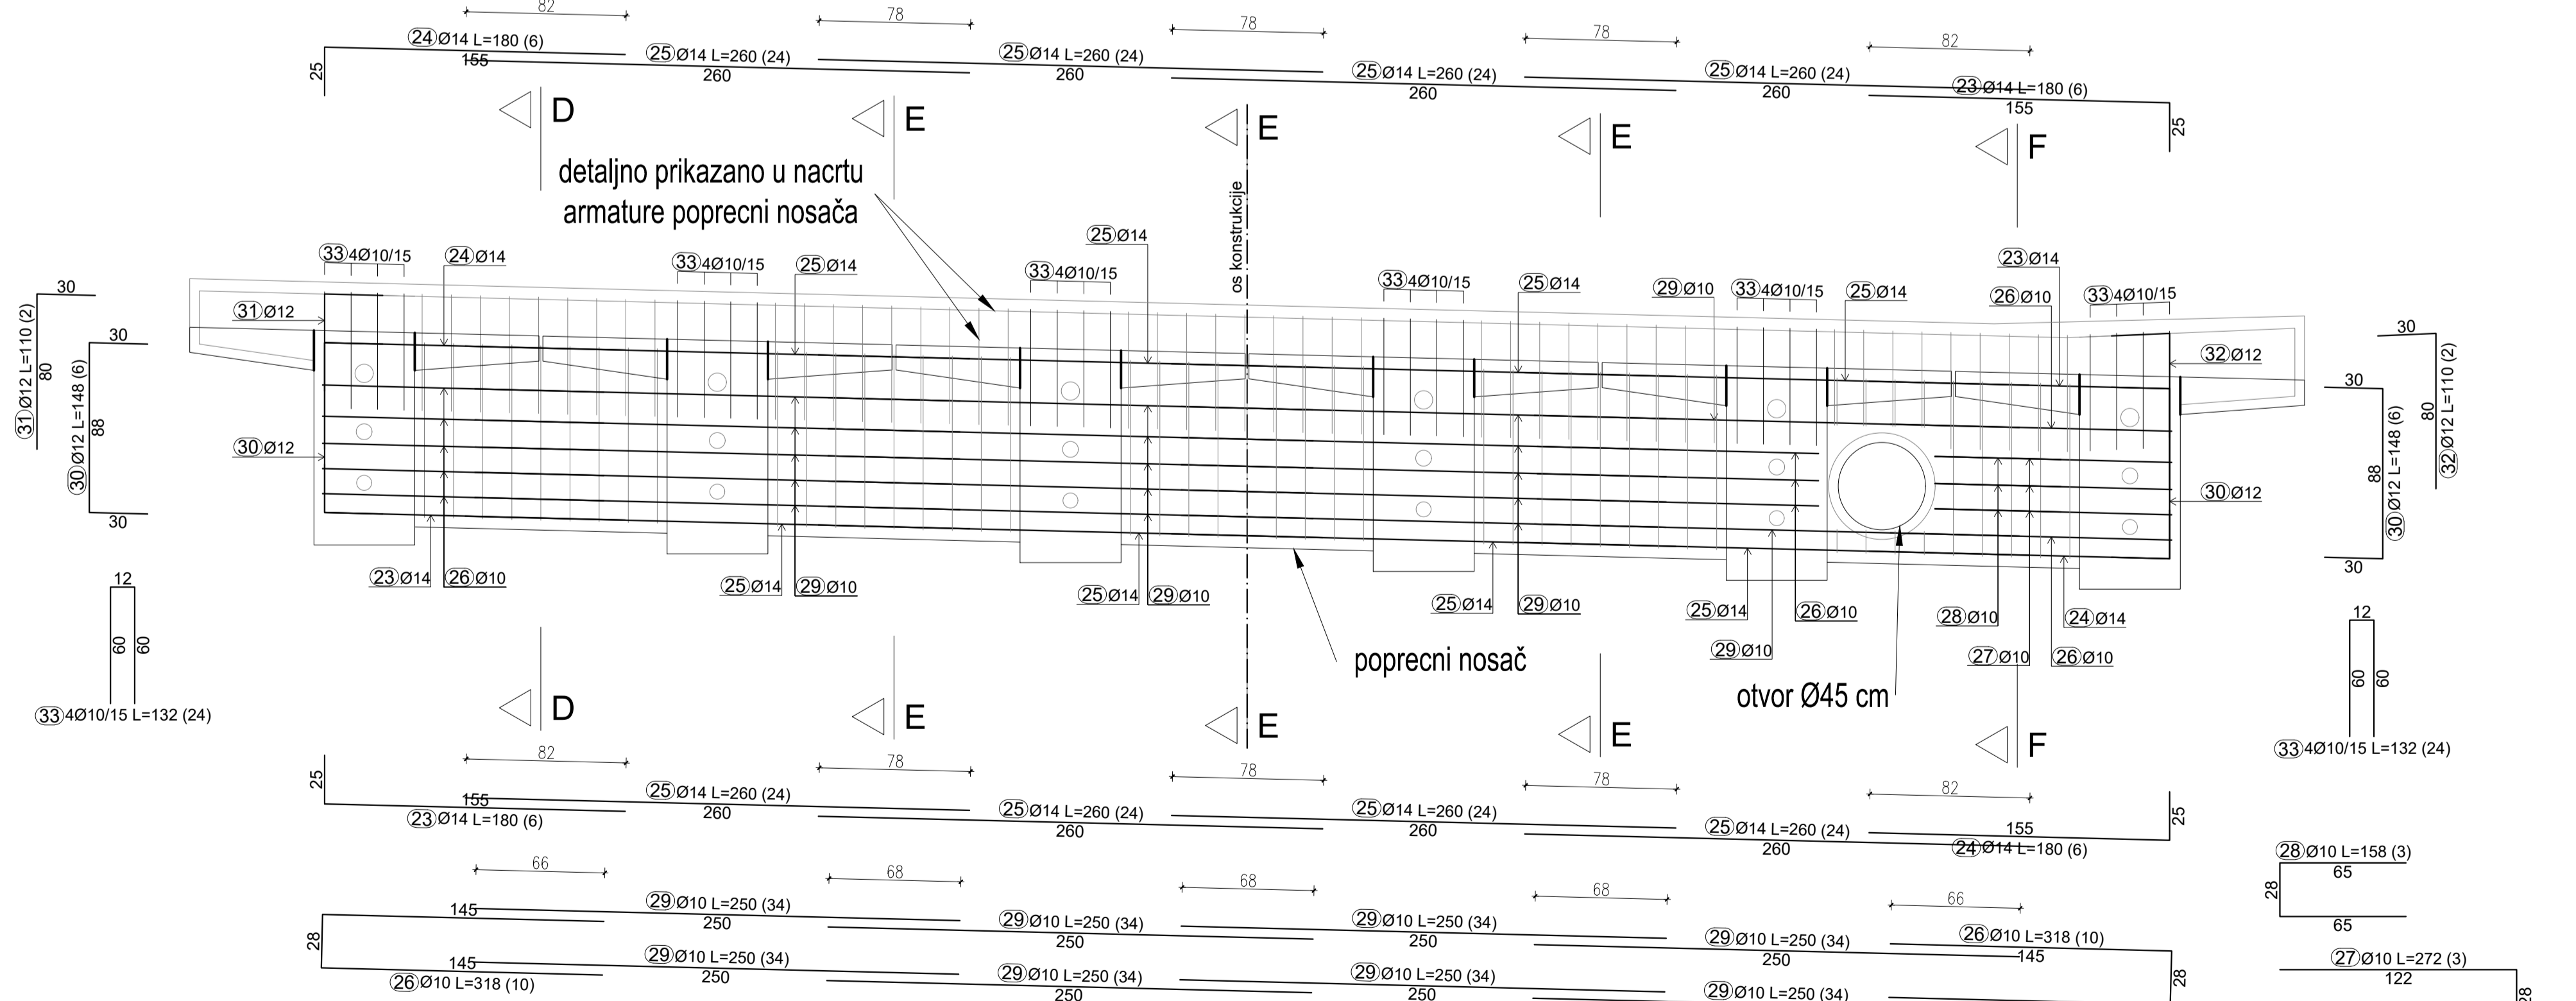 82
78
78
78
82
24 Ø14 L=180 (6)
155
25 Ø14 L=260 (24)
260
25 Ø14 L=260 (24)
260
25 Ø14 L=260 (24)
260
25 Ø14 L=260 (24)
260
23 Ø14 L=180 (6)
155
25
25
D
E
E
E
F
detaljno prikazano u nacrtu
armature poprecni nosača
os konstrukcije
33 4Ø10/15
24 Ø14
33 4Ø10/15
25 Ø14
33 4Ø10/15
25 Ø14
33 4Ø10/15
25 Ø14
29 Ø10
33 4Ø10/15
25 Ø14
23 Ø14
26 Ø10
33 4Ø10/15
30
31 Ø12 L=110 (2)
80
30
30 Ø12 L=148 (6)
88
30
31 Ø12
30 Ø12
32 Ø12
30 Ø12
30
32 Ø12 L=110 (2)
80
30
30 Ø12 L=148 (6)
88
30
23 Ø14
26 Ø10
25 Ø14
29 Ø10
25 Ø14
29 Ø10
25 Ø14
29 Ø10
25 Ø14
29 Ø10
26 Ø10
28 Ø10
27 Ø10
24 Ø14
26 Ø10
12
60
60
33 4Ø10/15 L=132 (24)
12
60
60
33 4Ø10/15 L=132 (24)
poprecni nosač
otvor Ø45 cm
D
E
E
E
F
82
78
78
78
82
25
155
23 Ø14 L=180 (6)
25 Ø14 L=260 (24)
260
25 Ø14 L=260 (24)
260
25 Ø14 L=260 (24)
260
25 Ø14 L=260 (24)
260
155
24 Ø14 L=180 (6)
25
66
68
68
68
66
145
29 Ø10 L=250 (34)
250
29 Ø10 L=250 (34)
250
29 Ø10 L=250 (34)
250
29 Ø10 L=250 (34)
250
26 Ø10 L=318 (10)
145
28
145
26 Ø10 L=318 (10)
29 Ø10 L=250 (34)
250
29 Ø10 L=250 (34)
250
29 Ø10 L=250 (34)
250
29 Ø10 L=250 (34)
28
28 Ø10 L=158 (3)
65
28
65
27 Ø10 L=272 (3)
122
28